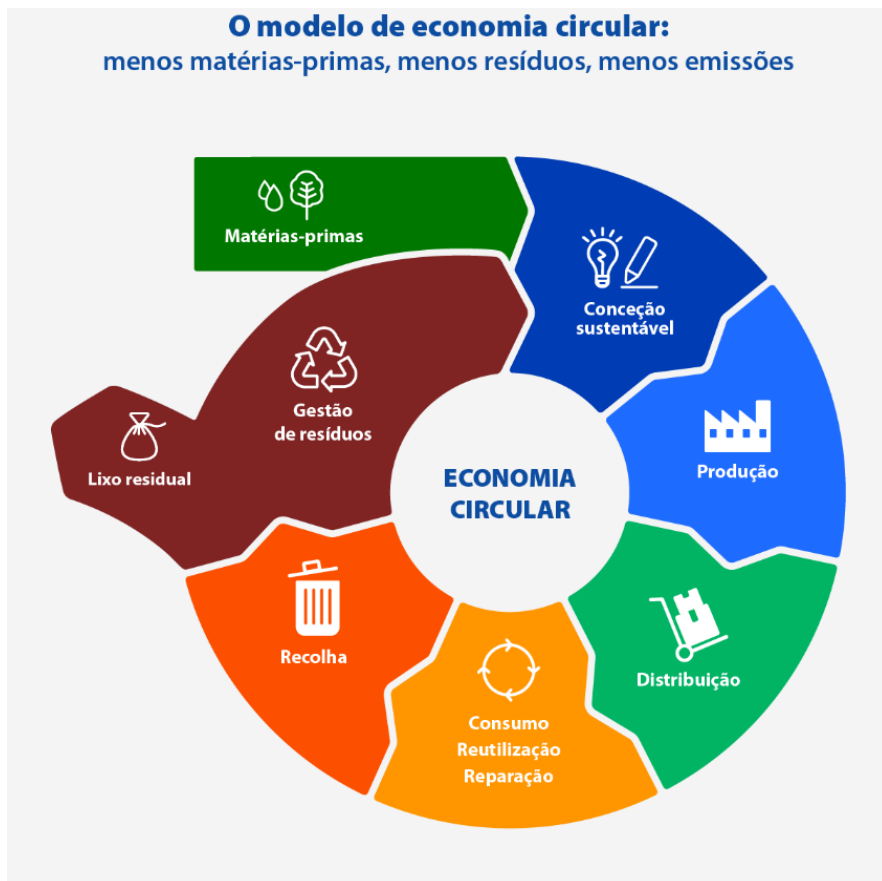 O modelo de economia circular:
menos matérias-primas, menos resíduos, menos emissões
Matérias-primas
Conceção
sustentável
Produção
Distribuição
Consumo
Reutilização
Reparação
Recolha
Gestão
de resíduos
Lixo residual
ECONOMIA
CIRCULAR